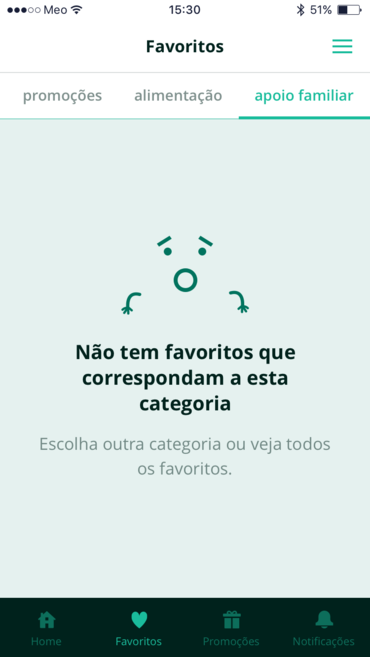 Meo 15:30 51%
Favoritos
promoções alimentação apoio familiar
Não tem favoritos que
correspondam a esta
categoria
Escolha outra categoria ou veja todos
os favoritos.
Home Favoritos Promoções Notificações